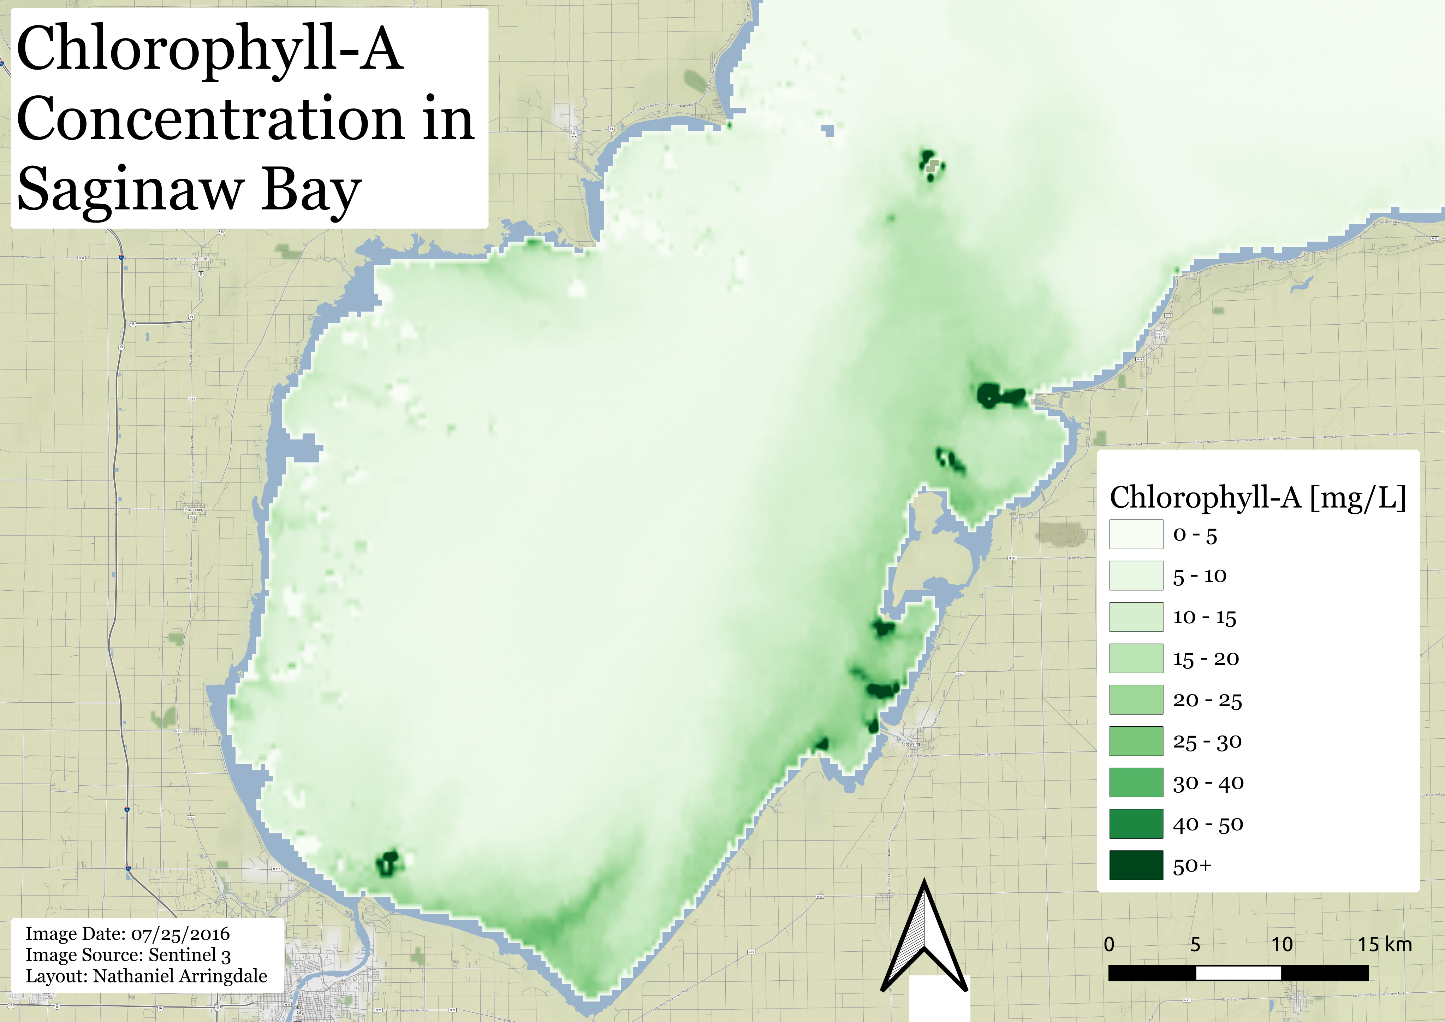 Chlorophyll-A
Concentration in
Saginaw Bay
Chlorophyll-A [mg/L]
0 - 5
5 - 10
10 - 15
15 - 20
20 - 25
25 - 30
30 - 40
40 - 50
50+
Image Date: 07/25/2016
Image Source: Sentinel 3
Layout: Nathaniel Arringdale
0 5 10 15 km